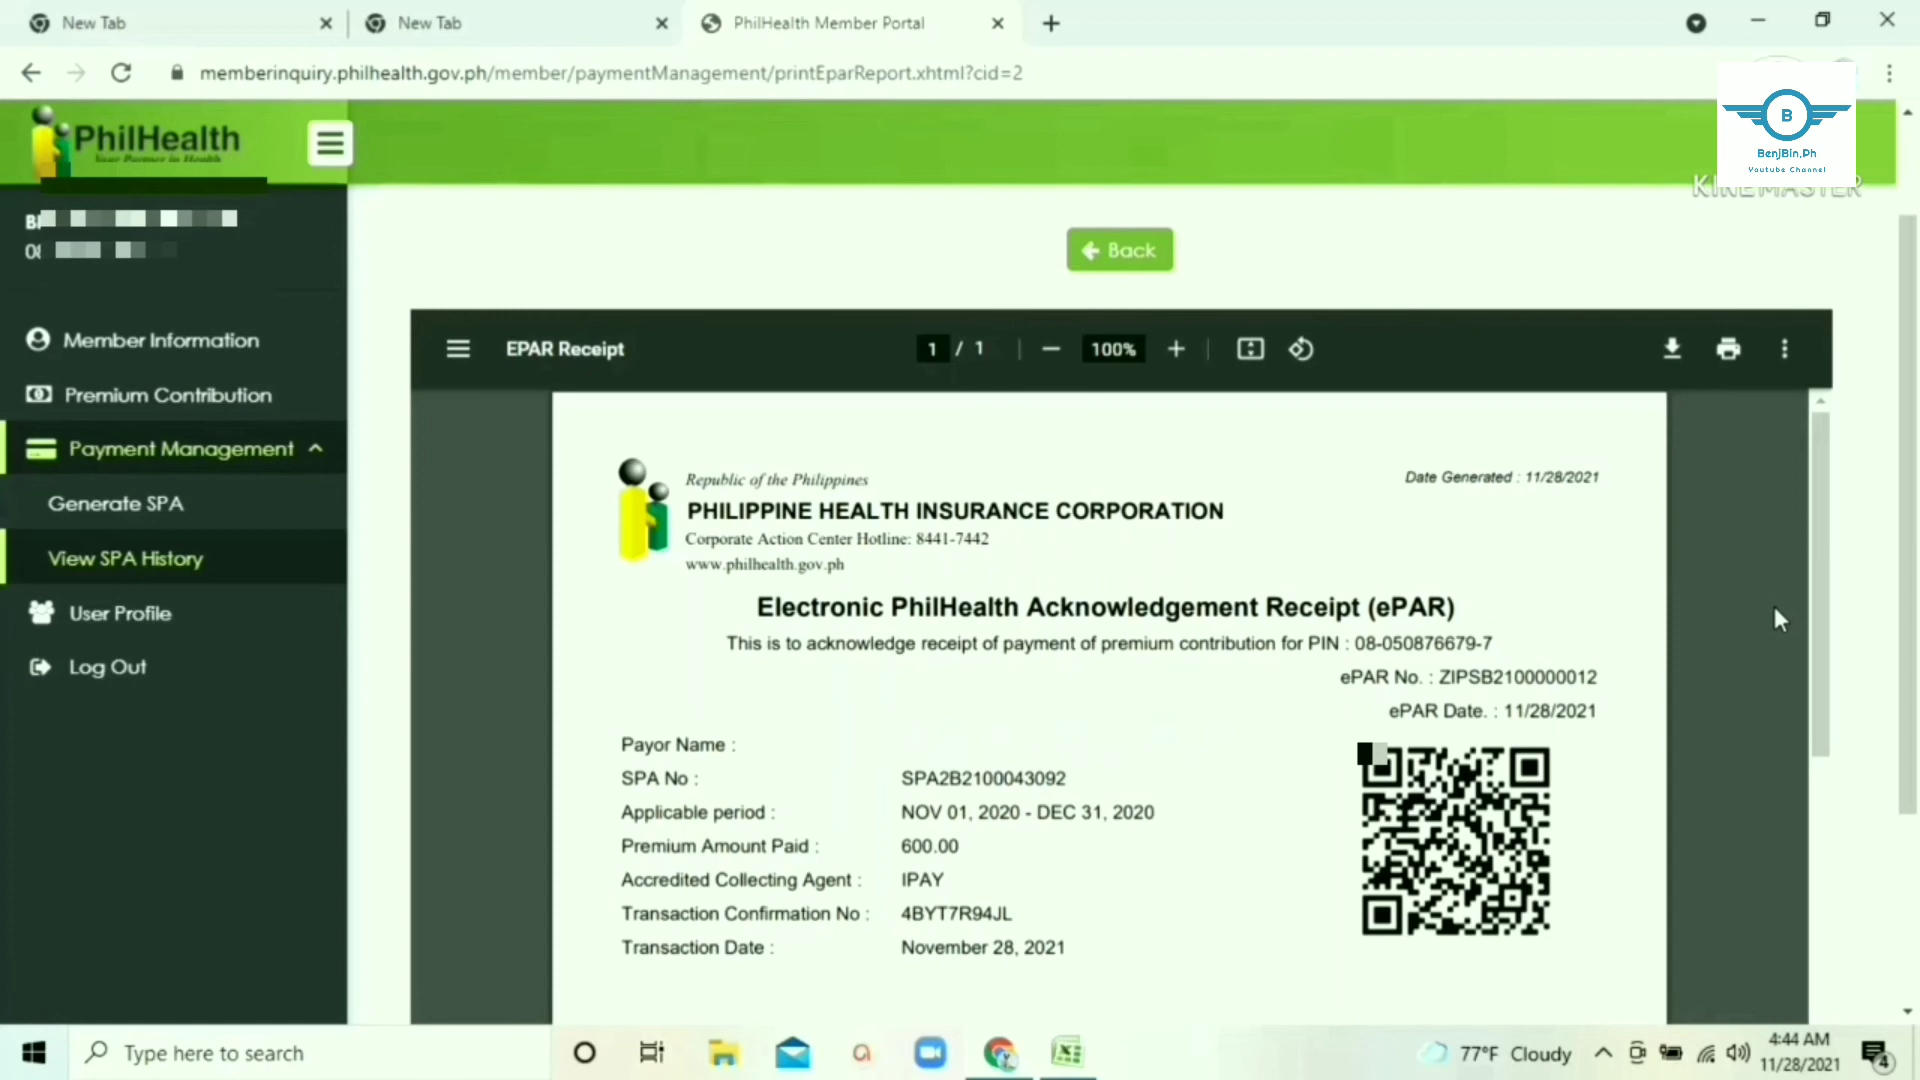 New Tab
New Tab
PhilHealth Member Portal
memberinquiry.philhealth.gov.ph/member/paymentManagement/printEparReport.xhtml?cid=2
PhilHealth
Your Partner in Health
B
BenjBin.Ph
Youtube Channel
KINEMASTER
Back
Member Information
Premium Contribution
Payment Management
Generate SPA
View SPA History
User Profile
Log Out
EPAR Receipt
1 / 1
100%
Republic of the Philippines
Date Generated : 11/28/2021
PHILIPPINE HEALTH INSURANCE CORPORATION
Corporate Action Center Hotline: 8441-7442
www.philhealth.gov.ph
Electronic PhilHealth Acknowledgement Receipt (ePAR)
This is to acknowledge receipt of payment of premium contribution for PIN : 08-050876679-7
ePAR No. : ZIPSB2100000012
ePAR Date. : 11/28/2021
Payor Name :
SPA No : SPA2B2100043092
Applicable period : NOV 01, 2020 - DEC 31, 2020
Premium Amount Paid : 600.00
Accredited Collecting Agent : IPAY
Transaction Confirmation No : 4BYT7R94JL
Transaction Date : November 28, 2021
Type here to search
77°F Cloudy
4:44 AM
11/28/2021
4